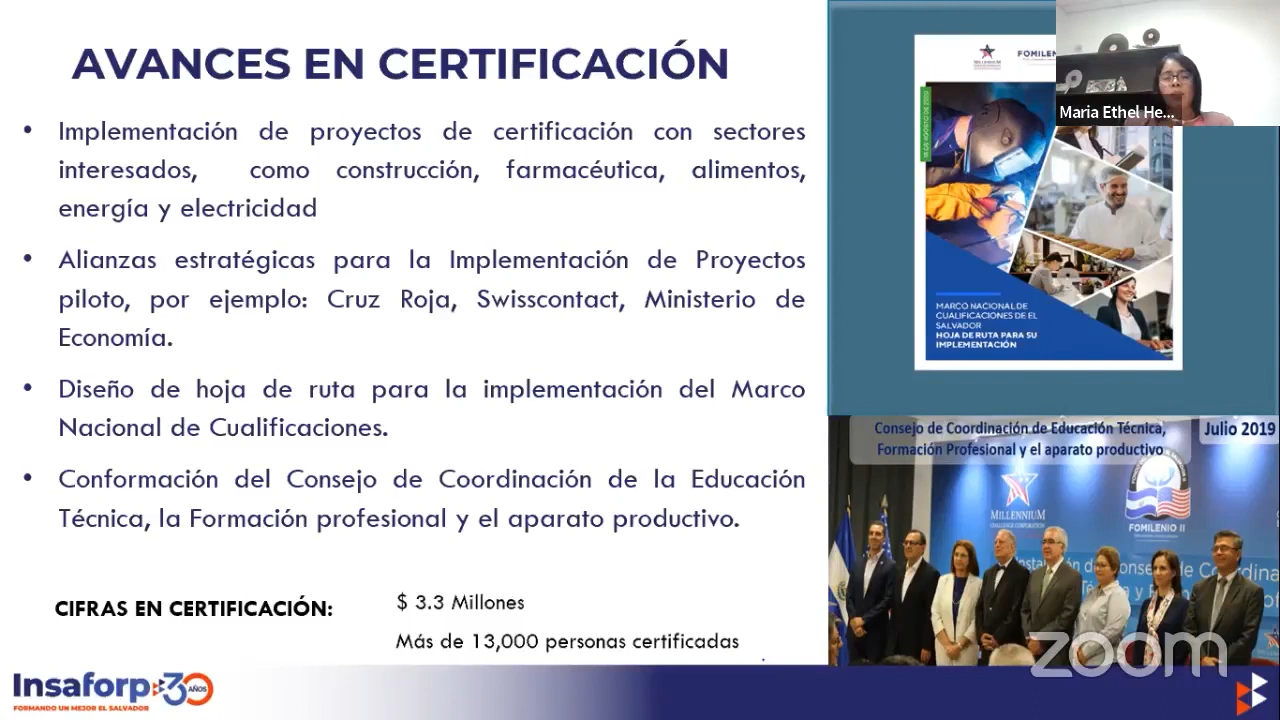 AVANCES EN CERTIFICACIÓN
• Implementación de proyectos de certificación con sectores
interesados, como construcción, farmacéutica, alimentos,
energía y electricidad
• Alianzas estratégicas para la Implementación de Proyectos
piloto, por ejemplo: Cruz Roja, Swisscontact, Ministerio de
Economía.
• Diseño de hoja de ruta para la implementación del Marco
Nacional de Cualificaciones.
• Conformación del Consejo de Coordinación de la Educación
Técnica, la Formación profesional y el aparato productivo.
CIFRAS EN CERTIFICACIÓN:
$ 3.3 Millones
Más de 13,000 personas certificadas
Insaforp 30 AÑOS
FORMANDO UN MEJOR EL SALVADOR
MILLENNIUM
FOMILEN
Maria Ethel He...
MARCO NACIONAL DE
CUALIFICACIONES DE EL
SALVADOR
HOJA DE RUTA PARA SU
IMPLEMENTACIÓN
Consejo de Coordinación de Educación Técnica,
Formación Profesional y el aparato productivo
Julio 2019
MILLENNIUM
CHALLENGE CORPORATION
FOMILENIO II
Consejo de Coordina
zoom